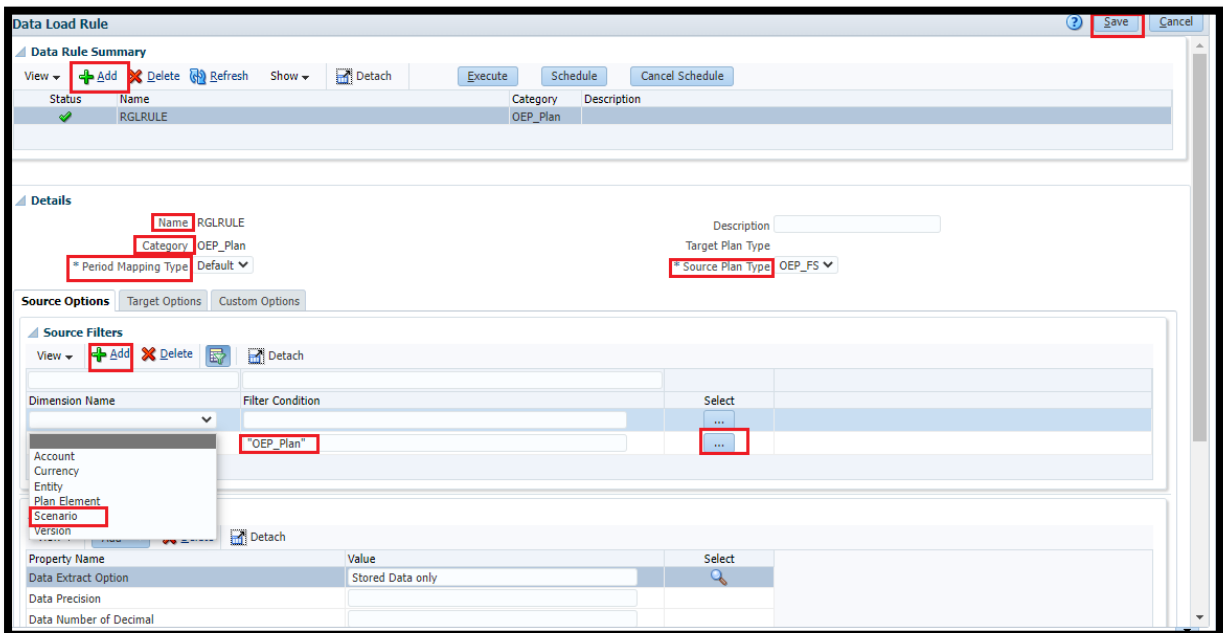 Data Load Rule ? Save Cancel
Data Rule Summary
View Add Delete Refresh Show Detach Execute Schedule Cancel Schedule
Status Name Category Description
RGLRULE OEP_Plan
Details
Name RGLRULE Description
Category OEP_Plan Target Plan Type
* Period Mapping Type Default * Source Plan Type OEP_FS
Source Options Target Options Custom Options
Source Filters
View Add Delete Detach
Dimension Name Filter Condition Select
...
"OEP_Plan" ...
Account
Currency
Entity
Plan Element
Scenario
Version
Detach
Property Name Value Select
Data Extract Option Stored Data only
Data Precision
Data Number of Decimal